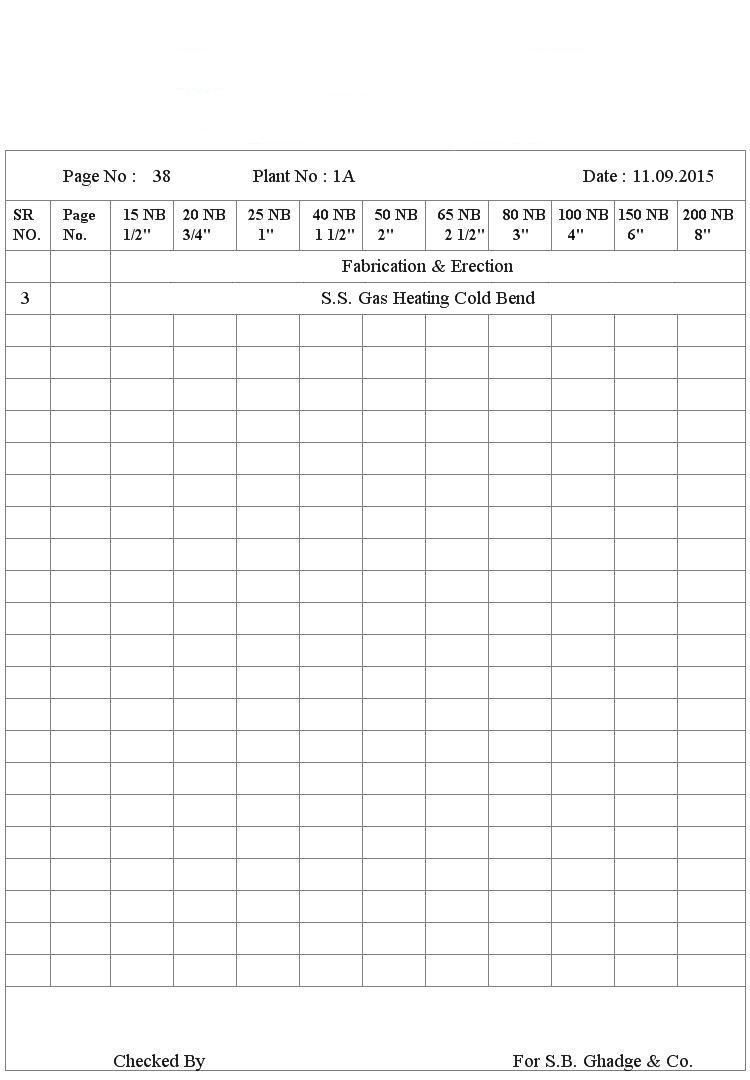 Page No : 38 Plant No : 1A Date : 11.09.2015
SR Page 15 NB 20 NB 25 NB 40 NB 50 NB 65 NB 80 NB 100 NB 150 NB 200 NB
NO. No. 1/2" 3/4" 1" 1 1/2" 2" 2 1/2" 3" 4" 6" 8"
Fabrication & Erection
3 S.S. Gas Heating Cold Bend
Checked By For S.B. Ghadge & Co.